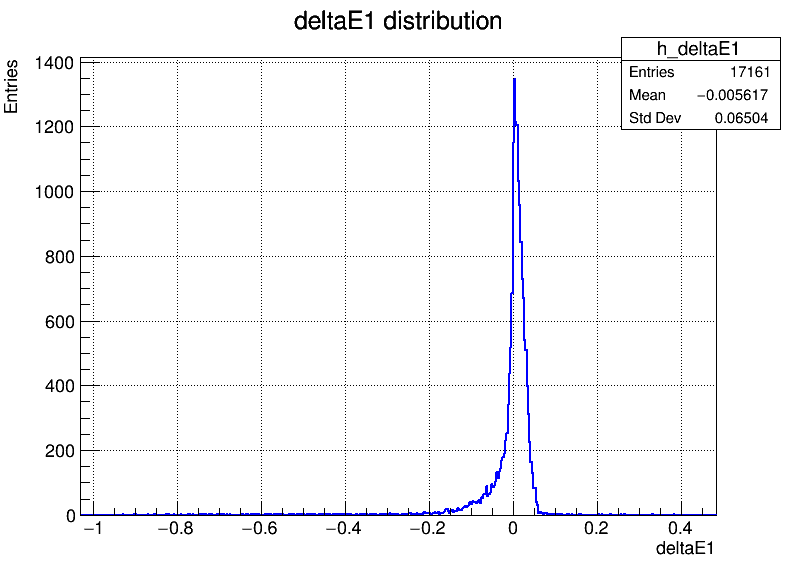 deltaE1 distribution
h_deltaE1
Entries 17161
Mean −0.005617
Std Dev 0.06504
Entries
1400
1200
1000
800
600
400
200
0
−1 −0.8 −0.6 −0.4 −0.2 0 0.2 0.4
deltaE1